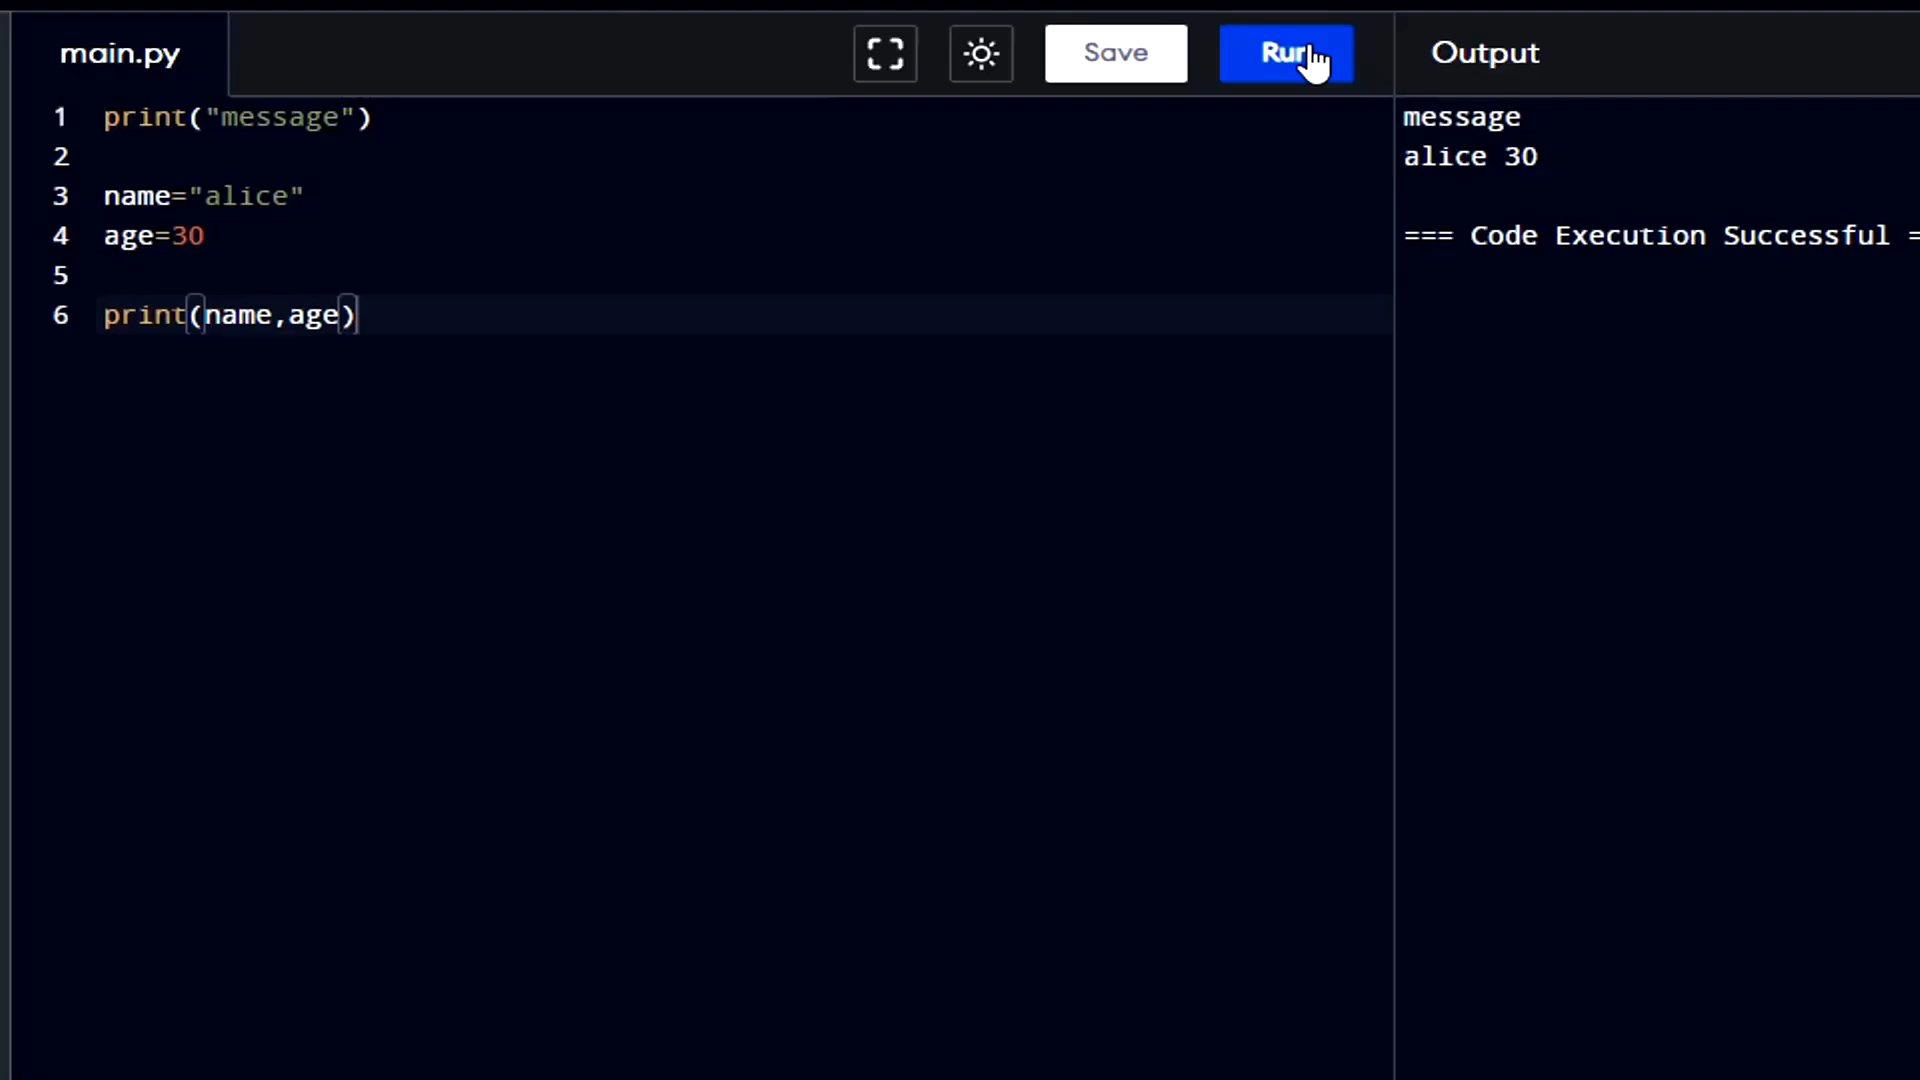 main.py
Save
Run
Output
1 print("message")
2
3 name="alice"
4 age=30
5
6 print(name,age)
message
alice 30
=== Code Execution Successful =